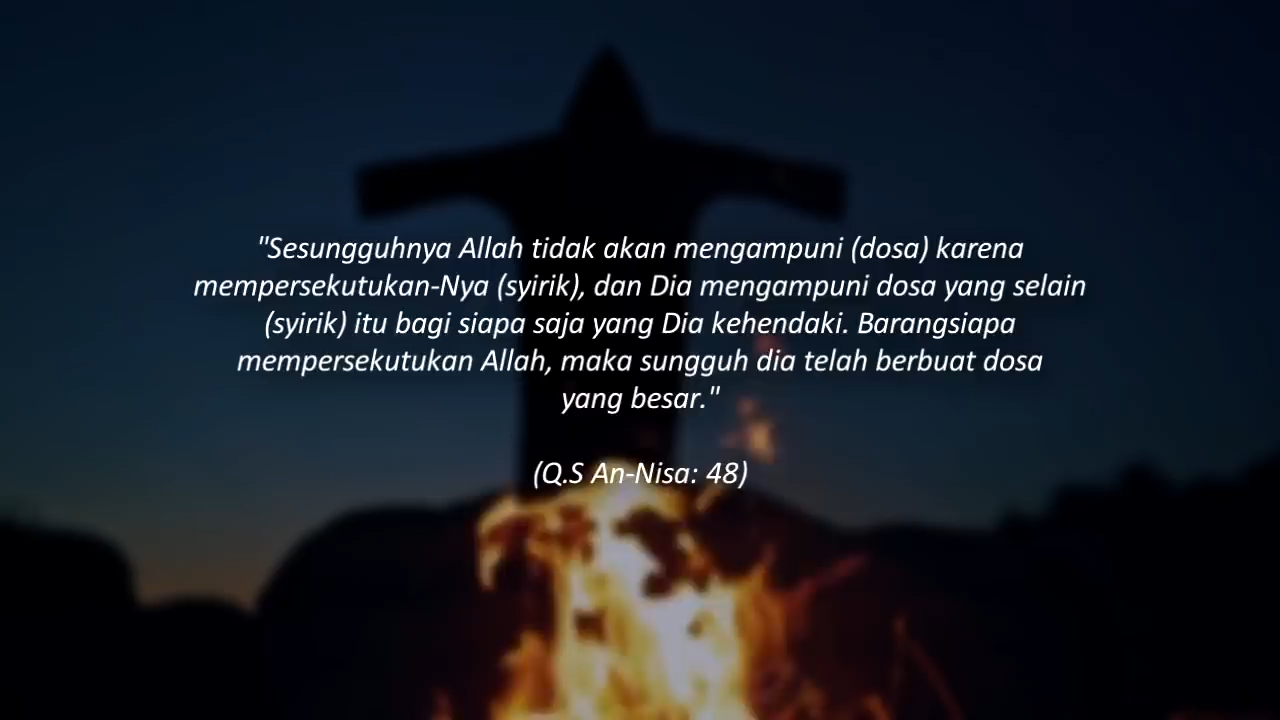 "Sesungguhnya Allah tidak akan mengampuni (dosa) karena
mempersekutukan-Nya (syirik), dan Dia mengampuni dosa yang selain
(syirik) itu bagi siapa saja yang Dia kehendaki. Barangsiapa
mempersekutukan Allah, maka sungguh dia telah berbuat dosa
yang besar."
(Q.S An-Nisa: 48)